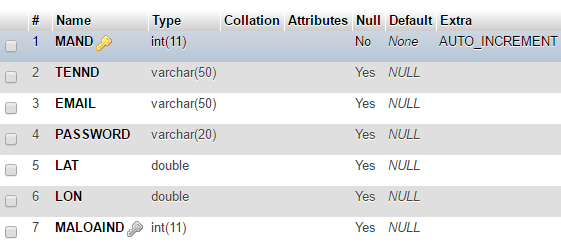 # Name Type Collation Attributes Null Default Extra
1 MAND int(11) No None AUTO_INCREMENT
2 TENND varchar(50) Yes NULL
3 EMAIL varchar(50) Yes NULL
4 PASSWORD varchar(20) Yes NULL
5 LAT double Yes NULL
6 LON double Yes NULL
7 MALOAIND int(11) Yes NULL